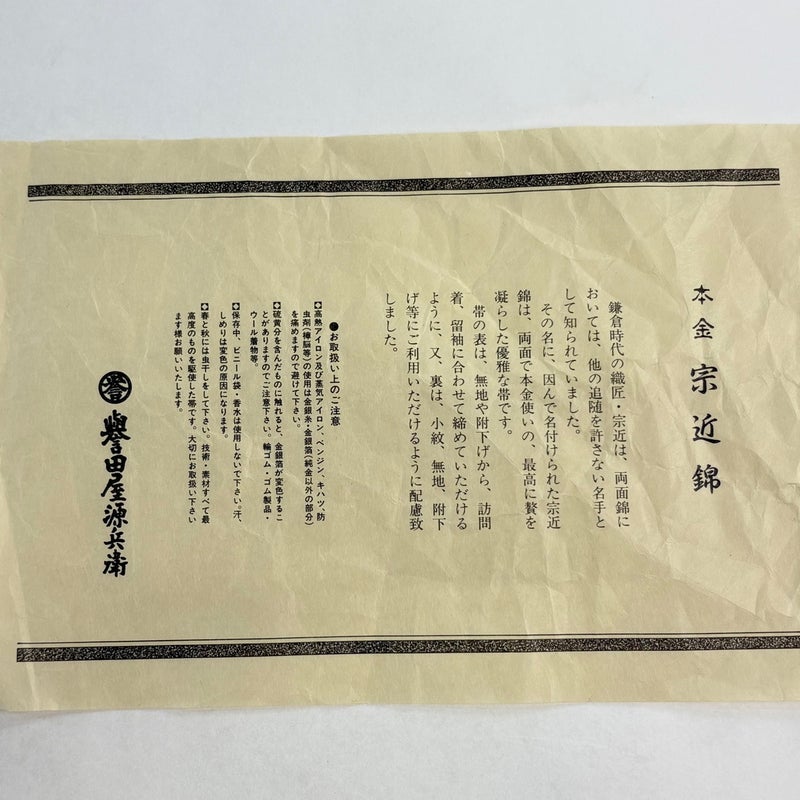 本金 宗近錦
鎌倉時代の織匠・宗近は、両面錦に
おいては、他の追随を許さない名手と
して知られていました。
その名に、因んで名付けられた宗近
錦は、両面で本金使いの、最高に贅を
凝らした優雅な帯です。
帯の表は、無地や附下げから、訪問
着、留袖に合わせて締めていただける
ように、又、裏は、小紋、無地、附下
げ等にご利用いただけるように配慮致
しました。
●お取扱い上のご注意
高熱アイロン及び蒸気アイロン、ベンジン、キハツ、防
虫剤(樟脳等)の使用は金銀糸・金銀箔(純金以外の部分)
を痛めますので避けて下さい。
硫黄分を含んだものに触れると、金銀箔が変色するこ
とがありますのでご注意下さい。輪ゴム・ゴム製品・
ウール着物等。
保存中、ビニール袋・香水は使用しないで下さい。汗、
しめりは変色の原因になります。
春と秋には虫干しをして下さい。技術・素材すべて最
高度のものを駆使した帯です。大切にお取扱い下さい
ます様お願いいたします。
誉 譽田屋源兵衛